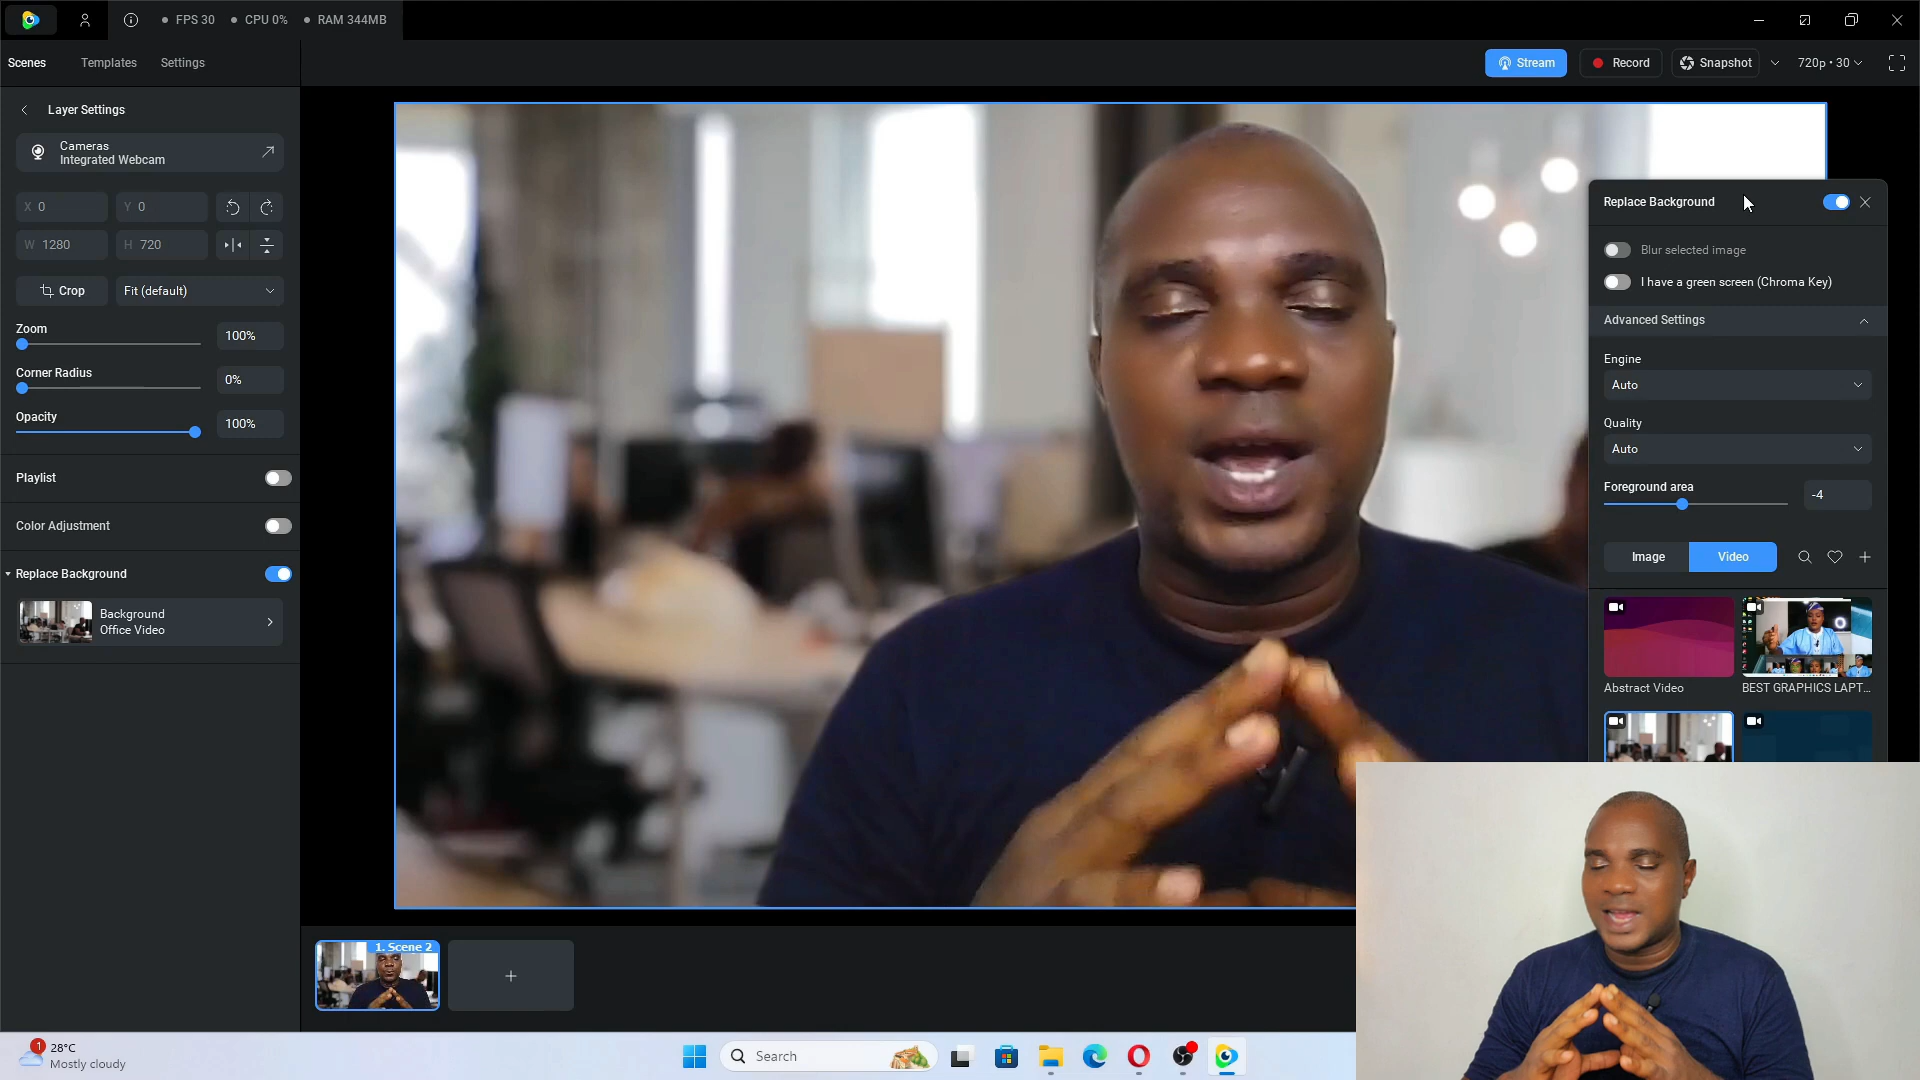 FPS 30 CPU 0% RAM 344MB
Scenes Templates Settings
Stream Record Snapshot 720p • 30
Layer Settings
Cameras
Integrated Webcam
X 0 Y 0
W 1280 H 720
Crop Fit (default)
Zoom
100%
Corner Radius
0%
Opacity
100%
Playlist
Color Adjustment
Replace Background
Background
Office Video
Replace Background
Blur selected image
I have a green screen (Chroma Key)
Advanced Settings
Engine
Auto
Quality
Auto
Foreground area
-4
Image Video
Abstract Video BEST GRAPHICS LAPT...
1. Scene 2
1
28°C
Mostly cloudy
Search